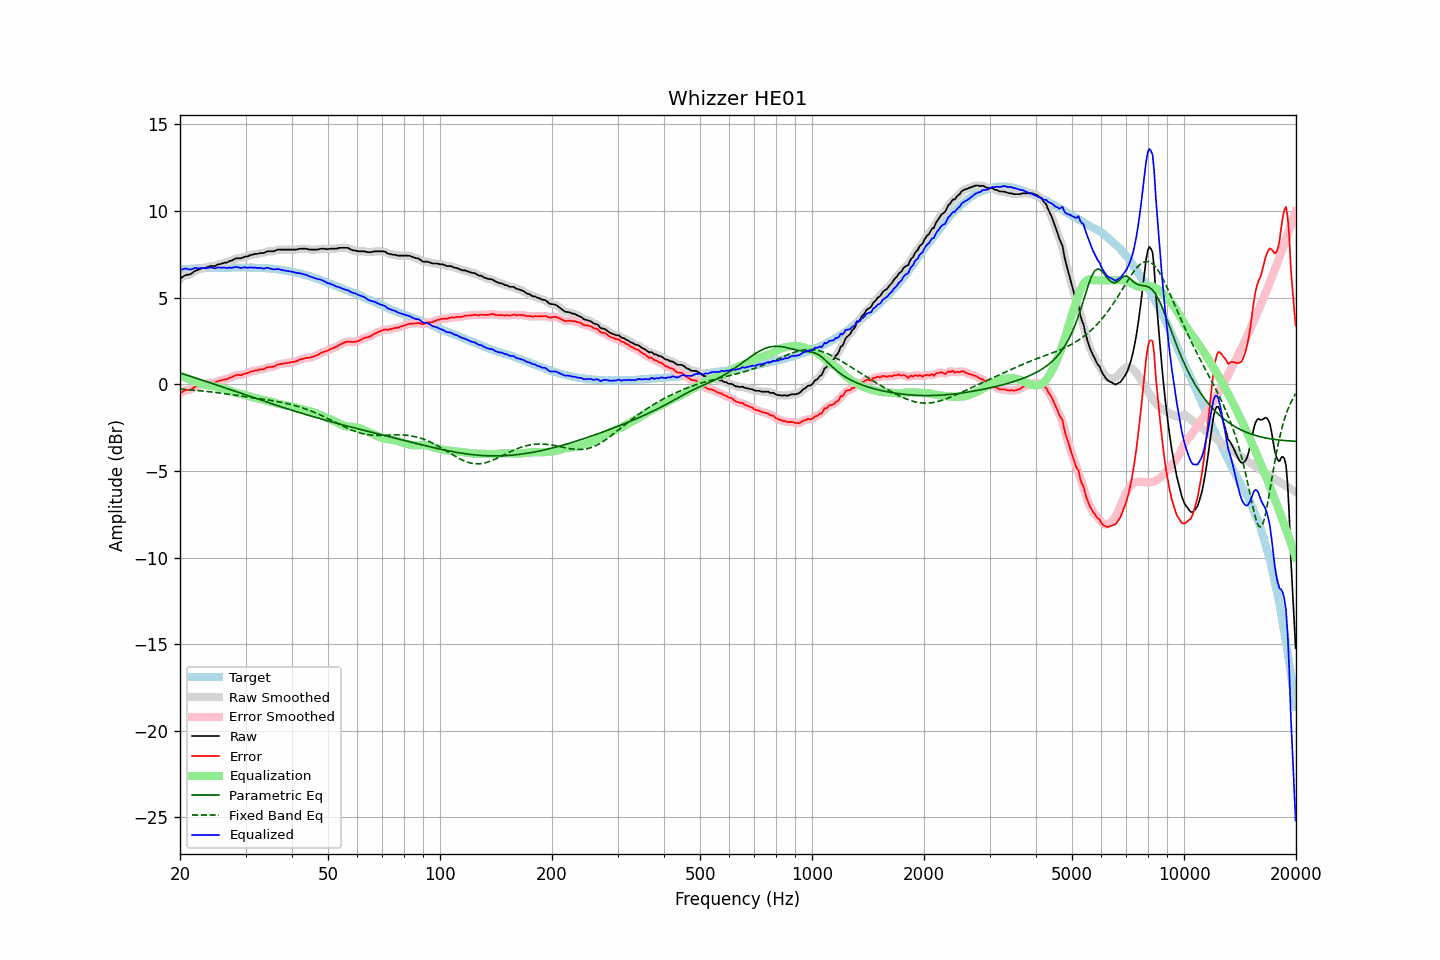 Whizzer HE01
15
10
5
0
−5
−10
−15
−20
−25
Amplitude (dBr)
Target
Raw Smoothed
Error Smoothed
Raw
Error
Equalization
Parametric Eq
Fixed Band Eq
Equalized
20 50 100 200 500 1000 2000 5000 10000 20000
Frequency (Hz)